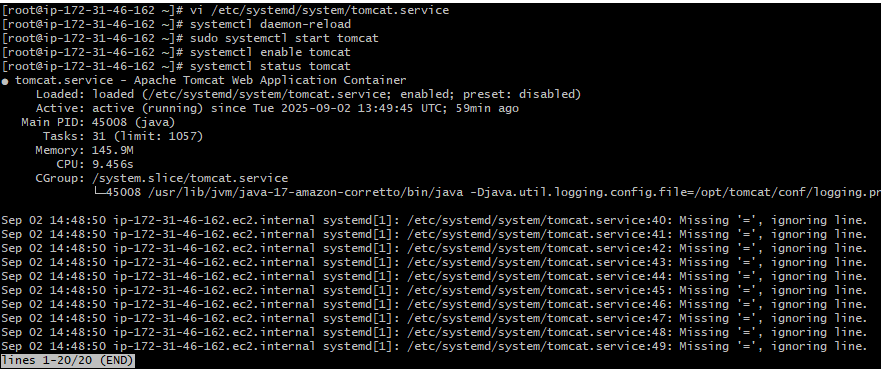 [root@ip-172-31-46-162 ~]# vi /etc/systemd/system/tomcat.service
[root@ip-172-31-46-162 ~]# systemctl daemon-reload
[root@ip-172-31-46-162 ~]# sudo systemctl start tomcat
[root@ip-172-31-46-162 ~]# systemctl enable tomcat
[root@ip-172-31-46-162 ~]# systemctl status tomcat
● tomcat.service - Apache Tomcat Web Application Container
     Loaded: loaded (/etc/systemd/system/tomcat.service; enabled; preset: disabled)
     Active: active (running) since Tue 2025-09-02 13:49:45 UTC; 59min ago
   Main PID: 45008 (java)
      Tasks: 31 (limit: 1057)
     Memory: 145.9M
        CPU: 9.456s
     CGroup: /system.slice/tomcat.service
             └─45008 /usr/lib/jvm/java-17-amazon-corretto/bin/java -Djava.util.logging.config.file=/opt/tomcat/conf/logging.pr

Sep 02 14:48:50 ip-172-31-46-162.ec2.internal systemd[1]: /etc/systemd/system/tomcat.service:40: Missing '=', ignoring line.
Sep 02 14:48:50 ip-172-31-46-162.ec2.internal systemd[1]: /etc/systemd/system/tomcat.service:41: Missing '=', ignoring line.
Sep 02 14:48:50 ip-172-31-46-162.ec2.internal systemd[1]: /etc/systemd/system/tomcat.service:42: Missing '=', ignoring line.
Sep 02 14:48:50 ip-172-31-46-162.ec2.internal systemd[1]: /etc/systemd/system/tomcat.service:43: Missing '=', ignoring line.
Sep 02 14:48:50 ip-172-31-46-162.ec2.internal systemd[1]: /etc/systemd/system/tomcat.service:44: Missing '=', ignoring line.
Sep 02 14:48:50 ip-172-31-46-162.ec2.internal systemd[1]: /etc/systemd/system/tomcat.service:45: Missing '=', ignoring line.
Sep 02 14:48:50 ip-172-31-46-162.ec2.internal systemd[1]: /etc/systemd/system/tomcat.service:46: Missing '=', ignoring line.
Sep 02 14:48:50 ip-172-31-46-162.ec2.internal systemd[1]: /etc/systemd/system/tomcat.service:47: Missing '=', ignoring line.
Sep 02 14:48:50 ip-172-31-46-162.ec2.internal systemd[1]: /etc/systemd/system/tomcat.service:48: Missing '=', ignoring line.
Sep 02 14:48:50 ip-172-31-46-162.ec2.internal systemd[1]: /etc/systemd/system/tomcat.service:49: Missing '=', ignoring line.
lines 1-20/20 (END)